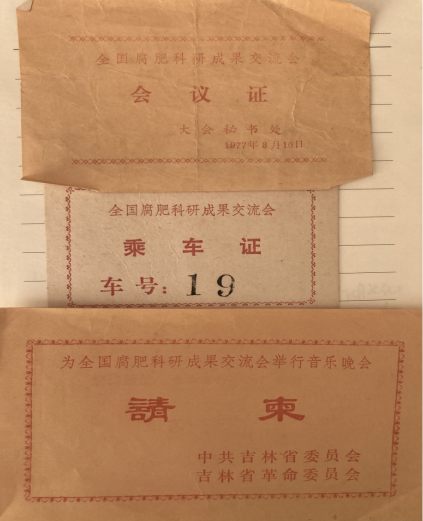 全国腐肥科研成果交流会
会议证
大会秘书处
1977年8月10日
全国腐肥科研成果交流会
乘车证
车号：19
为全国腐肥科研成果交流会举行音乐晚会
請柬
中共吉林省委员会
吉林省革命委员会